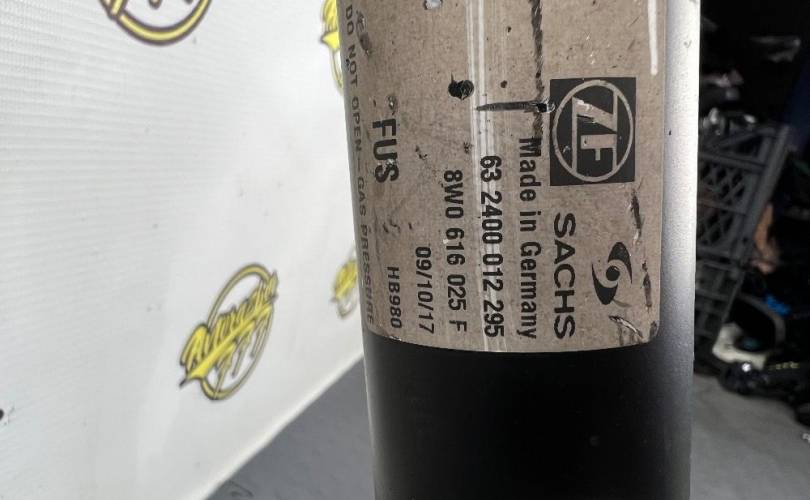 ZF
SACHS
Made in Germany
63 2400 012 295
8W0 616 025 F
09/10/17
FUS
HB980
DO NOT OPEN - GAS PRESSURE